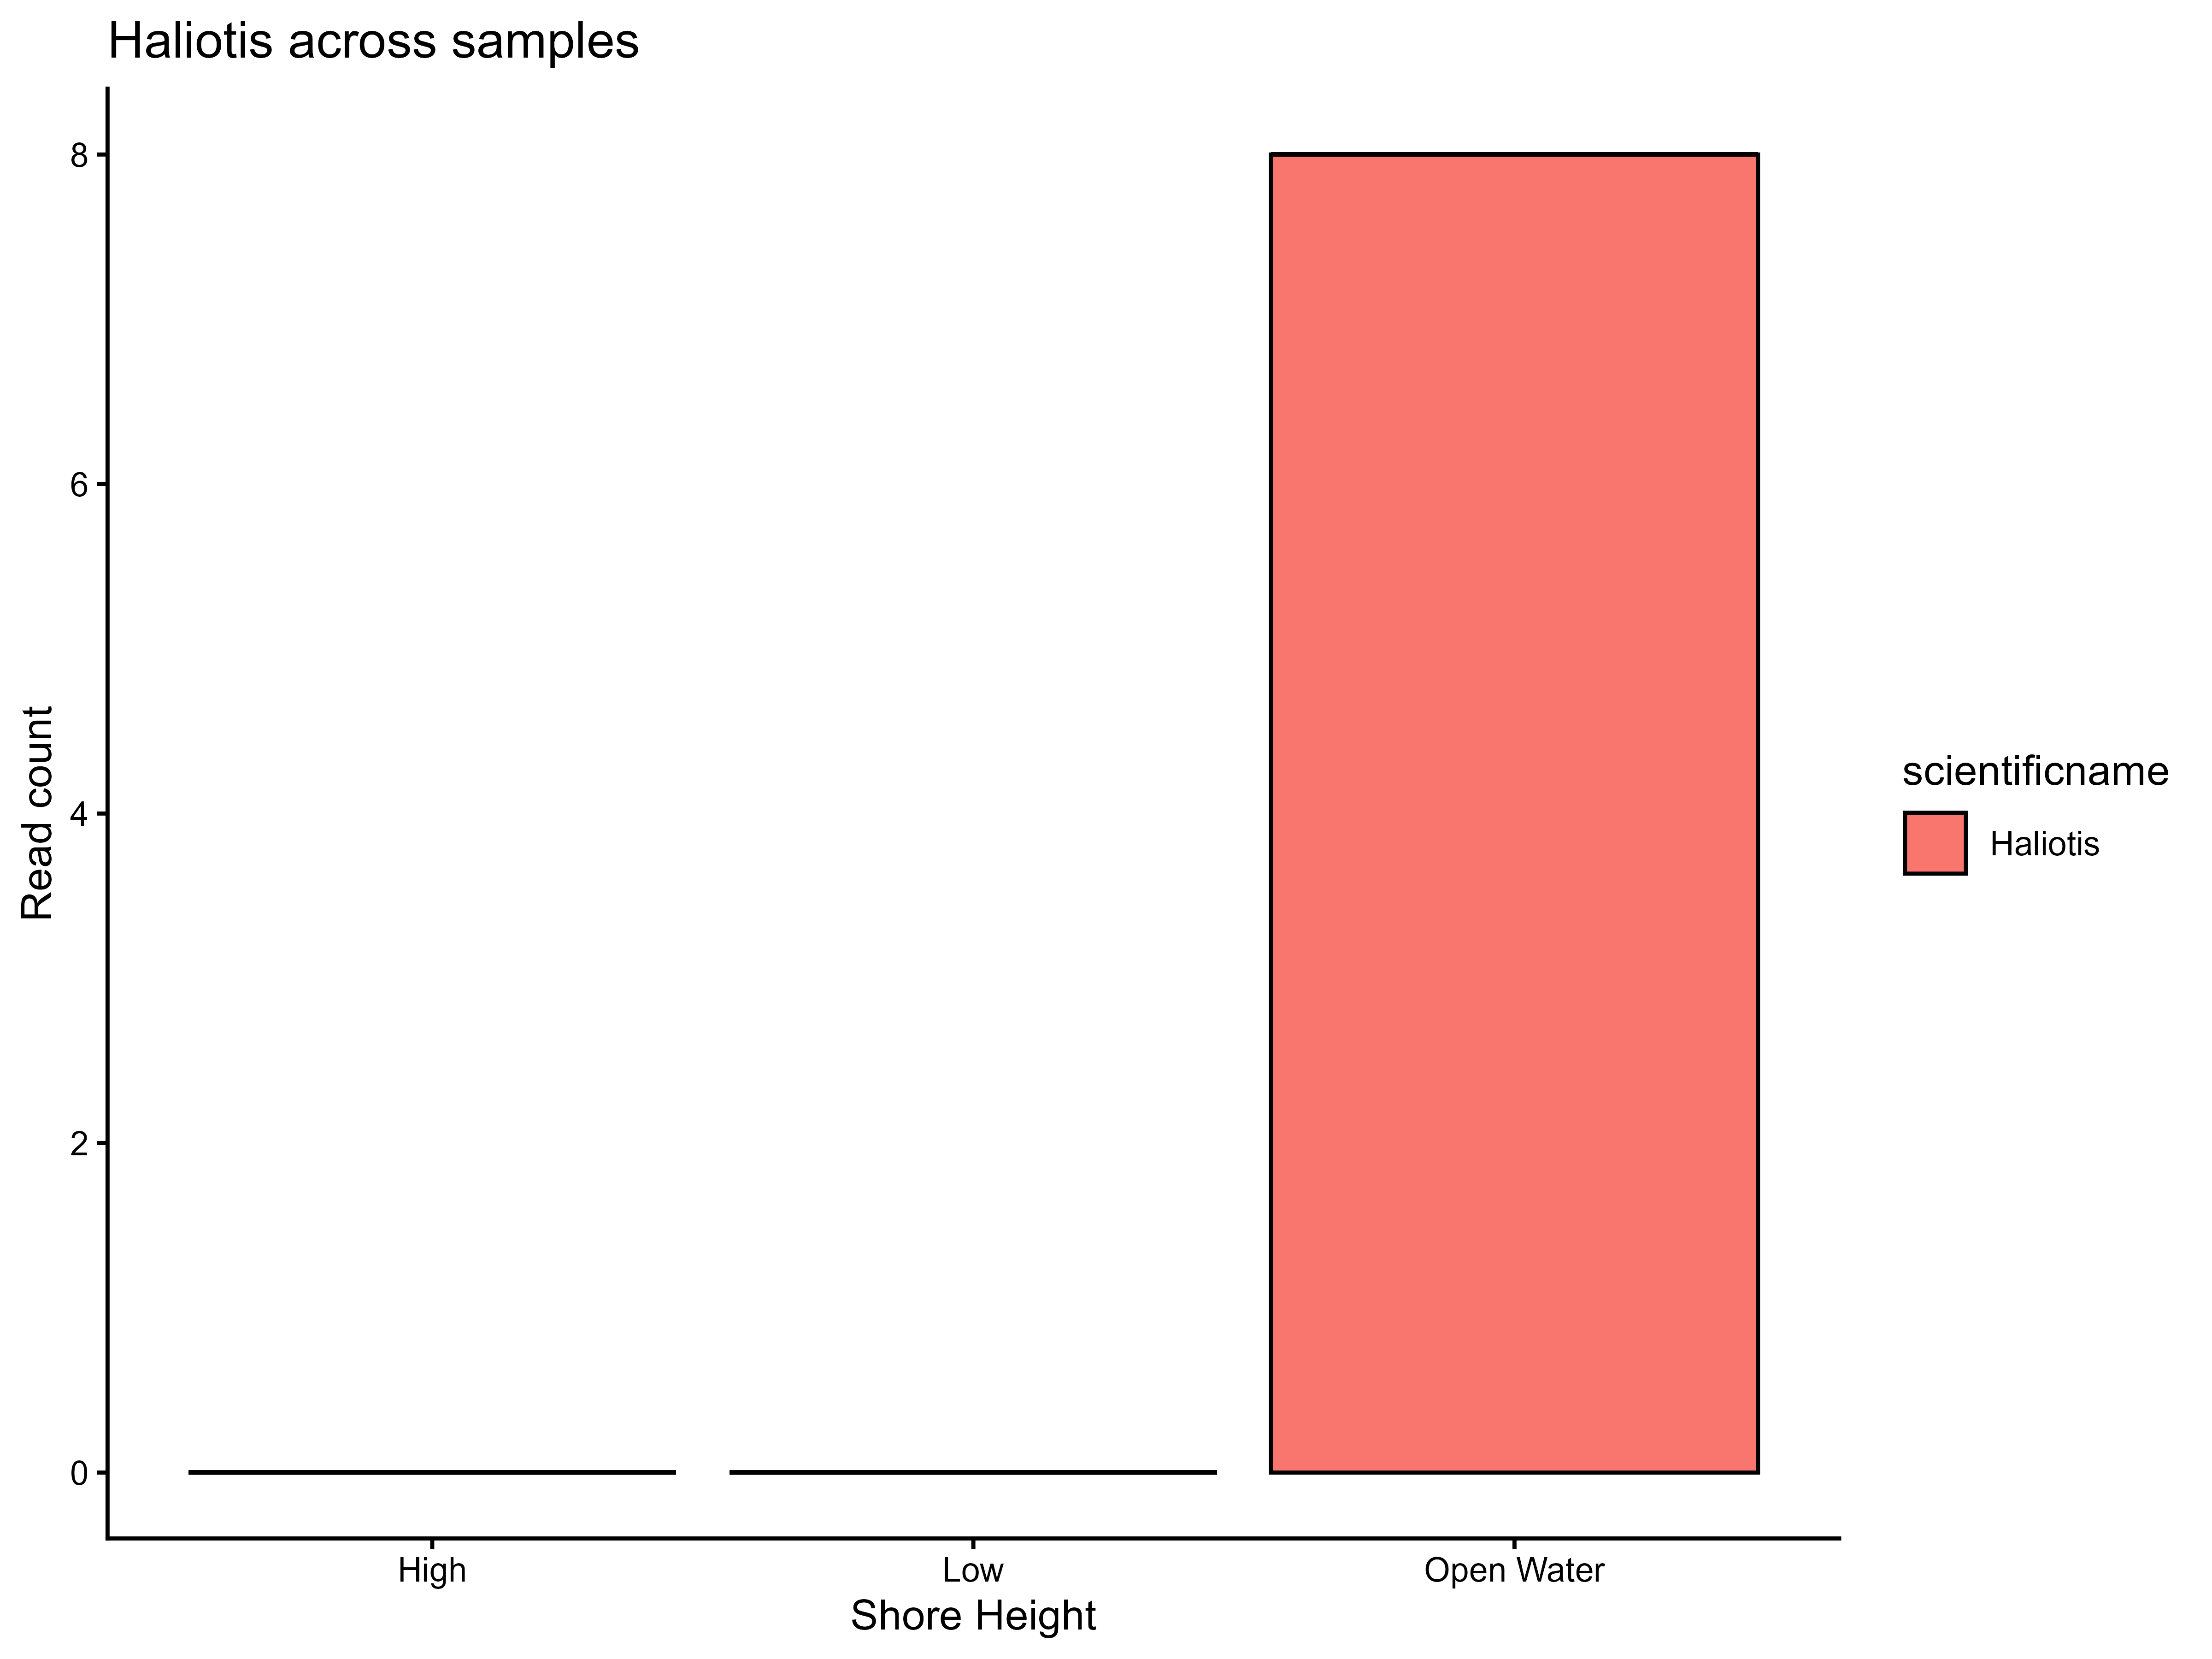 Haliotis across samples
8
6
4
2
0
Read count
High
Low
Open Water
Shore Height
scientificname
Haliotis